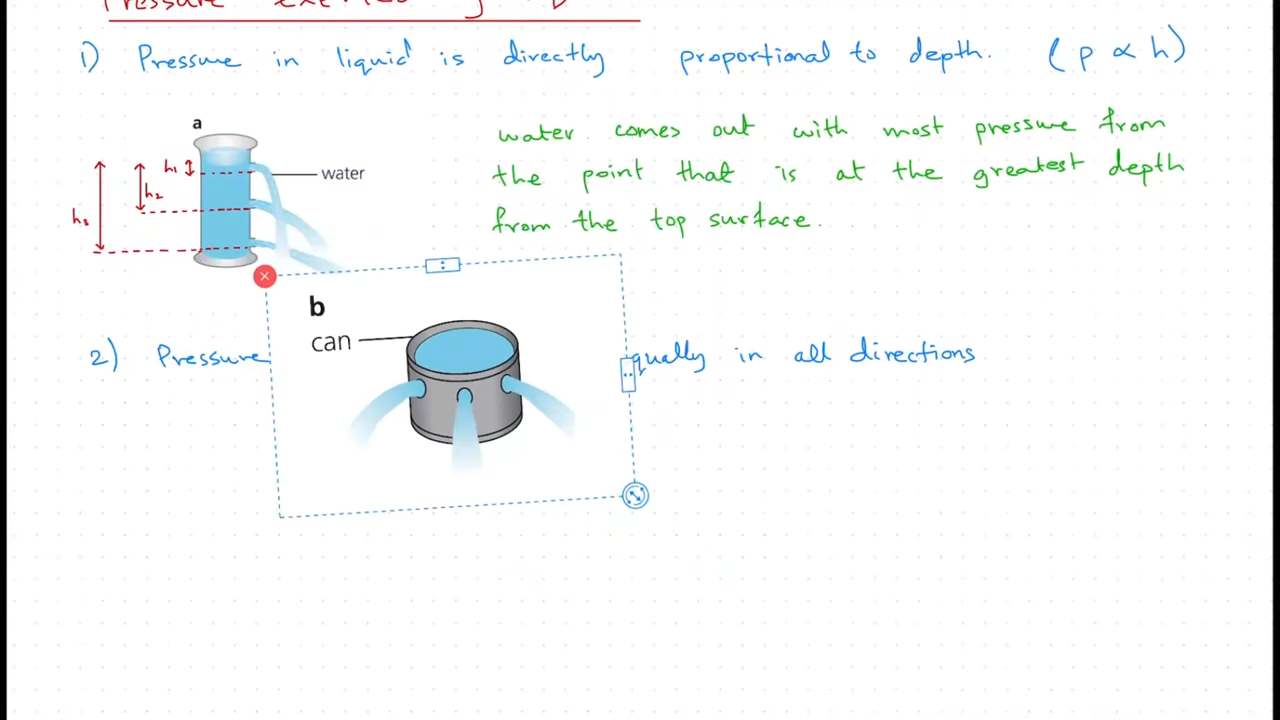 Pressure
1) Pressure in liquid is directly proportional to depth. (p ∝ h)
a
h₁
h₂
h₃
water
water comes out with most pressure from
the point that is at the greatest depth
from the top surface.
b
can
2) Pressure qually in all directions